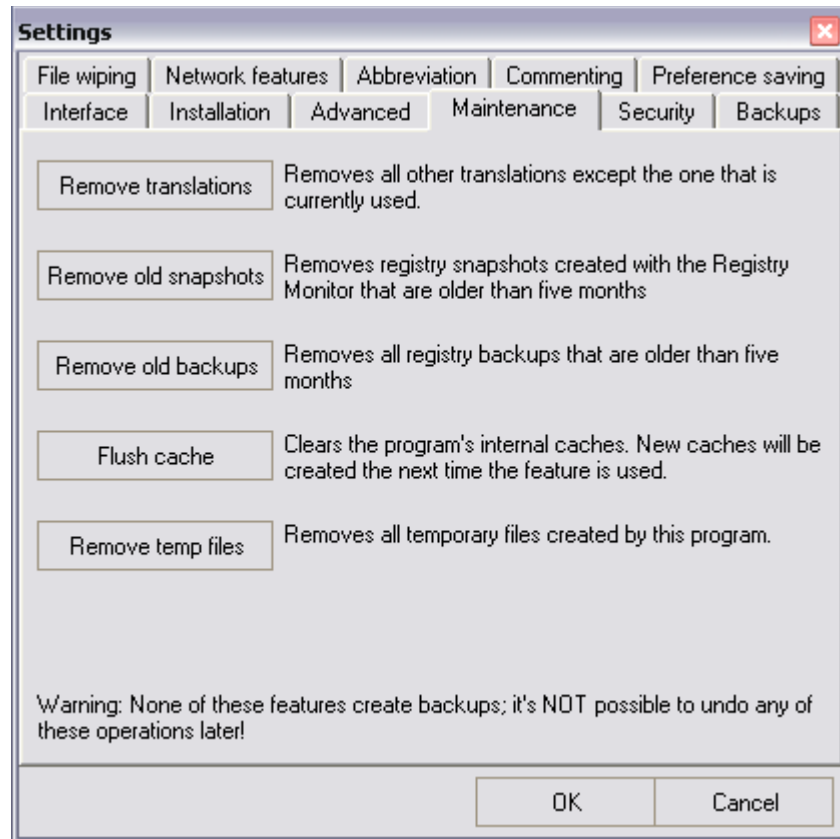 Settings
File wiping
Network features
Abbreviation
Commenting
Preference saving
Interface
Installation
Advanced
Maintenance
Security
Backups
Remove translations
Removes all other translations except the one that is
currently used.
Remove old snapshots
Removes registry snapshots created with the Registry
Monitor that are older than five months
Remove old backups
Removes all registry backups that are older than five
months
Flush cache
Clears the program's internal caches. New caches will be
created the next time the feature is used.
Remove temp files
Removes all temporary files created by this program.
Warning: None of these features create backups; it's NOT possible to undo any of
these operations later!
OK
Cancel